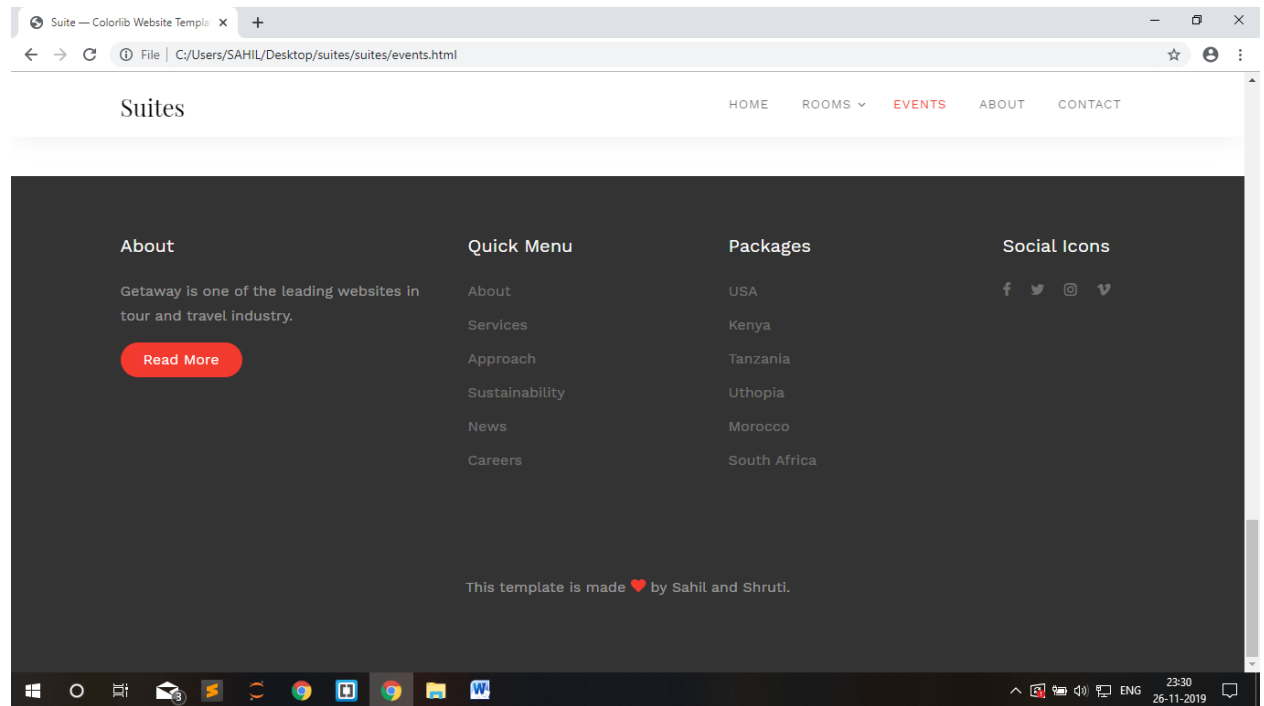 Suite — Colorlib Website Templa
File | C:/Users/SAHIL/Desktop/suites/suites/events.html
Suites
HOME ROOMS EVENTS ABOUT CONTACT
About
Getaway is one of the leading websites in
tour and travel industry.
Read More
Quick Menu
About
Services
Approach
Sustainability
News
Careers
Packages
USA
Kenya
Tanzania
Uthopia
Morocco
South Africa
Social Icons
This template is made by Sahil and Shruti.
3
ENG
23:30
26-11-2019